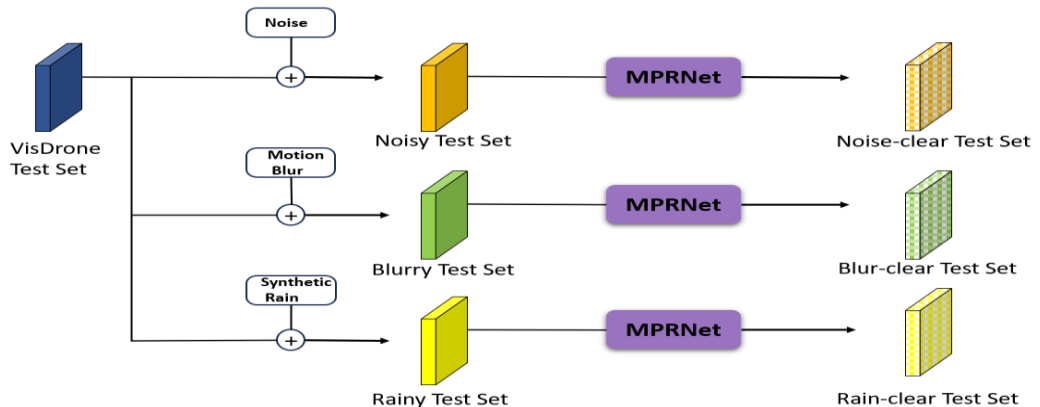 Noise
+
MPRNet
VisDrone
Test Set
Noisy Test Set
Noise-clear Test Set
Motion
Blur
+
MPRNet
Blurry Test Set
Blur-clear Test Set
Synthetic
Rain
+
MPRNet
Rainy Test Set
Rain-clear Test Set